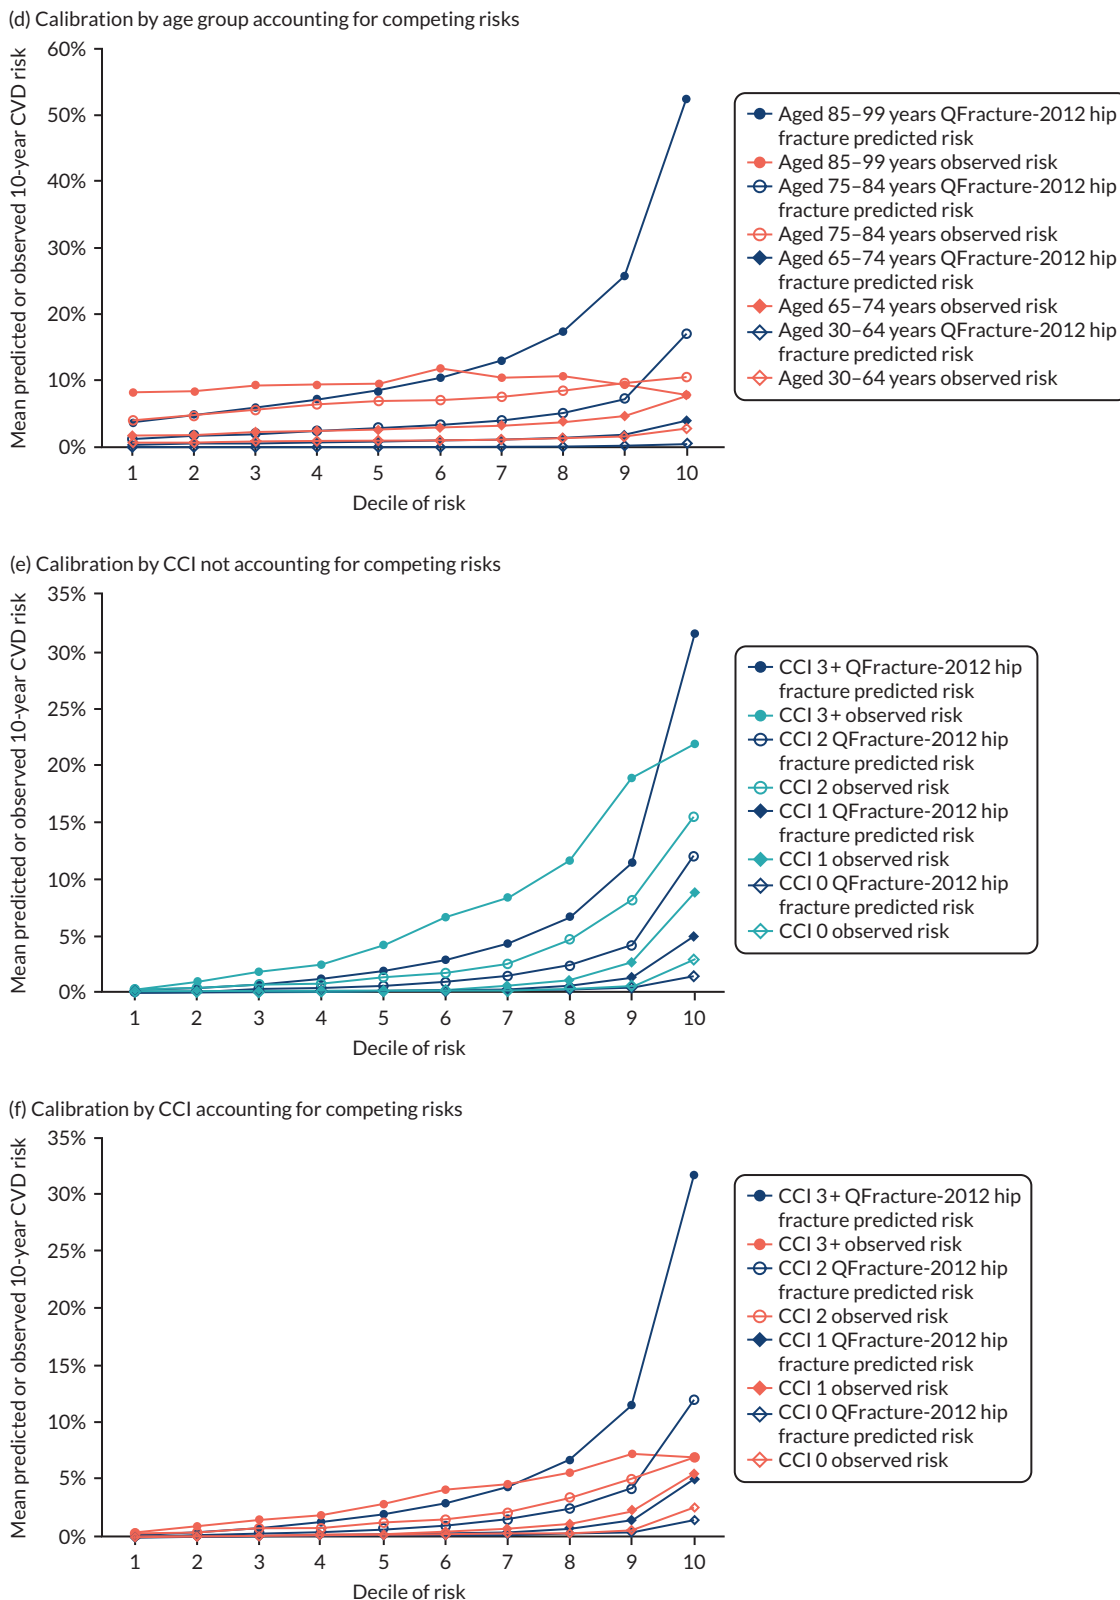 (d) Calibration by age group accounting for competing risks
Mean predicted or observed 10-year CVD risk
60%
50%
40%
30%
20%
10%
0%
1 2 3 4 5 6 7 8 9 10
Decile of risk
Aged 85–99 years QFracture-2012 hip
fracture predicted risk
Aged 85–99 years observed risk
Aged 75–84 years QFracture-2012 hip
fracture predicted risk
Aged 75–84 years observed risk
Aged 65–74 years QFracture-2012 hip
fracture predicted risk
Aged 65–74 years observed risk
Aged 30–64 years QFracture-2012 hip
fracture predicted risk
Aged 30–64 years observed risk
(e) Calibration by CCI not accounting for competing risks
Mean predicted or observed 10-year CVD risk
35%
30%
25%
20%
15%
10%
5%
0%
1 2 3 4 5 6 7 8 9 10
Decile of risk
CCI 3+ QFracture-2012 hip
fracture predicted risk
CCI 3+ observed risk
CCI 2 QFracture-2012 hip
fracture predicted risk
CCI 2 observed risk
CCI 1 QFracture-2012 hip
fracture predicted risk
CCI 1 observed risk
CCI 0 QFracture-2012 hip
fracture predicted risk
CCI 0 observed risk
(f) Calibration by CCI accounting for competing risks
Mean predicted or observed 10-year CVD risk
35%
30%
25%
20%
15%
10%
5%
0%
1 2 3 4 5 6 7 8 9 10
Decile of risk
CCI 3+ QFracture-2012 hip
fracture predicted risk
CCI 3+ observed risk
CCI 2 QFracture-2012 hip
fracture predicted risk
CCI 2 observed risk
CCI 1 QFracture-2012 hip
fracture predicted risk
CCI 1 observed risk
CCI 0 QFracture-2012 hip
fracture predicted risk
CCI 0 observed risk